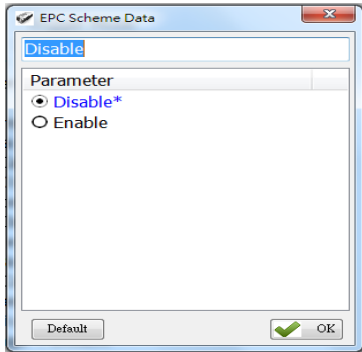 EPC Scheme Data
Disable
Parameter
Disable*
Enable
Default
OK